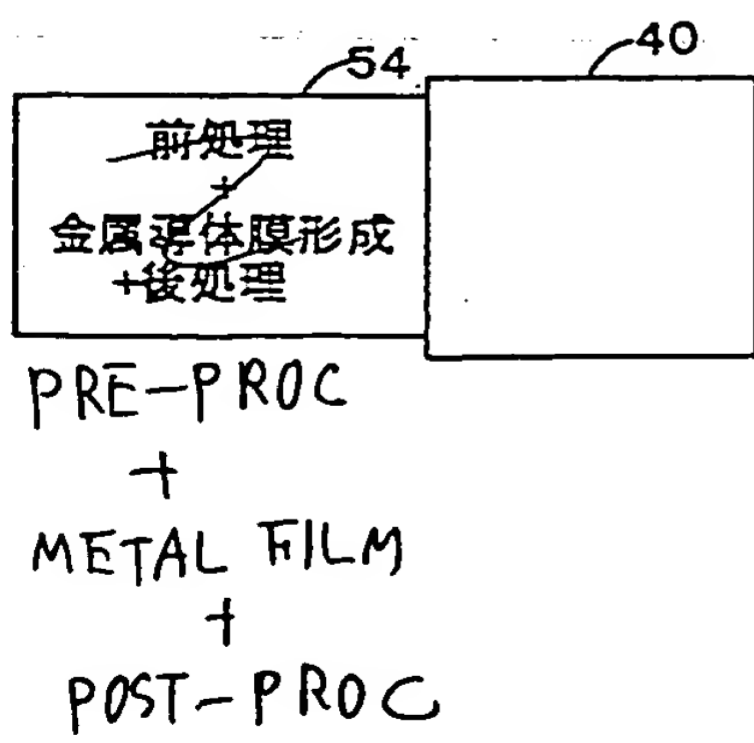 54
40
前処理
+
金属導体膜形成
+後処理
PRE-PROC
+
METAL FILM
+
POST-PROC